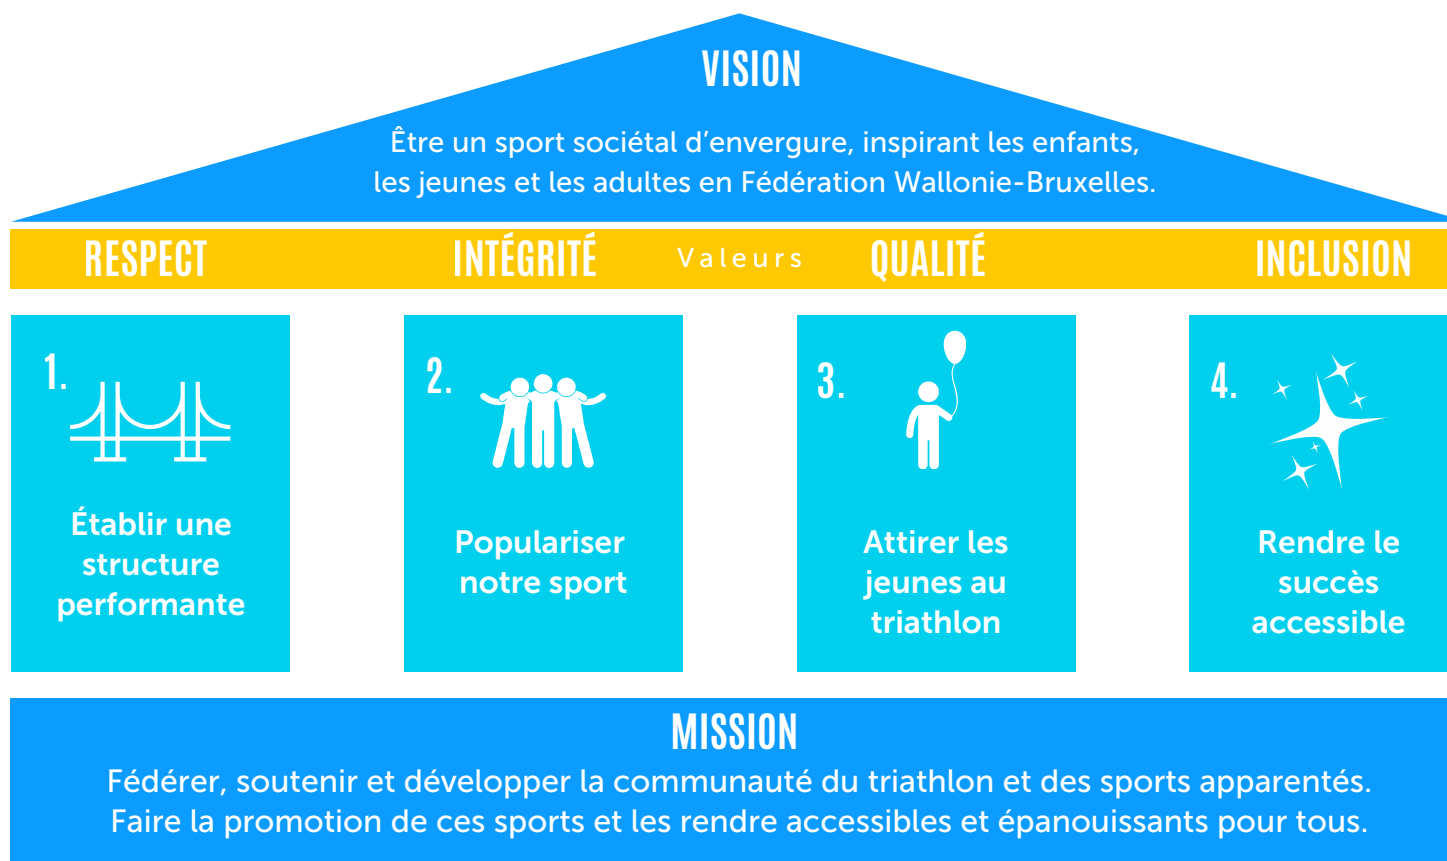 VISION
Être un sport sociétal d’envergure, inspirant les enfants,
les jeunes et les adultes en Fédération Wallonie-Bruxelles.
RESPECT INTÉGRITÉ Valeurs QUALITÉ INCLUSION
1.
Établir une
structure
performante
2.
Populariser
notre sport
3.
Attirer les
jeunes au
triathlon
4.
Rendre le
succès
accessible
MISSION
Fédérer, soutenir et développer la communauté du triathlon et des sports apparentés.
Faire la promotion de ces sports et les rendre accessibles et épanouissants pour tous.